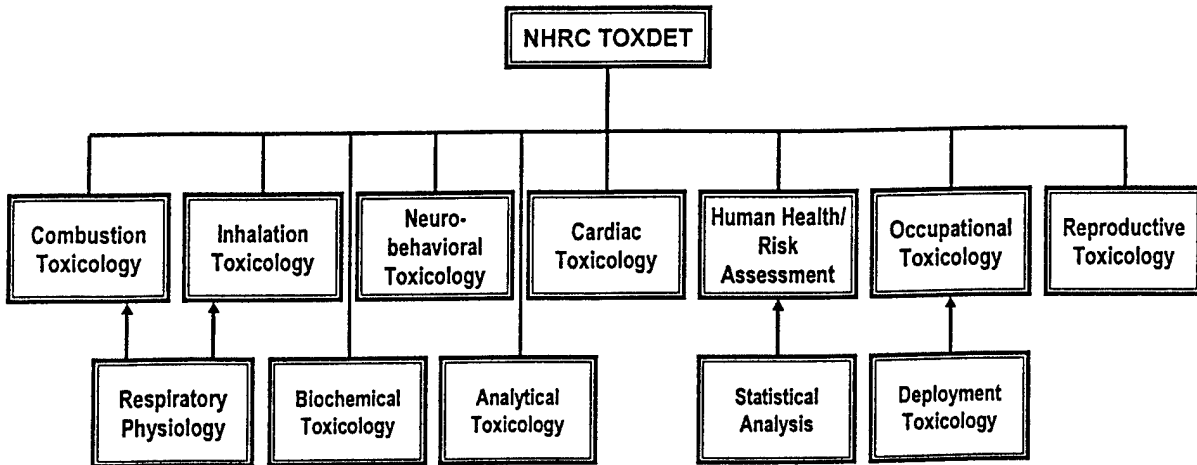 NHRC TOXDET
Combustion
Toxicology
Inhalation
Toxicology
Neuro-
behavioral
Toxicology
Cardiac
Toxicology
Human Health/
Risk
Assessment
Occupational
Toxicology
Reproductive
Toxicology
Respiratory
Physiology
Biochemical
Toxicology
Analytical
Toxicology
Statistical
Analysis
Deployment
Toxicology